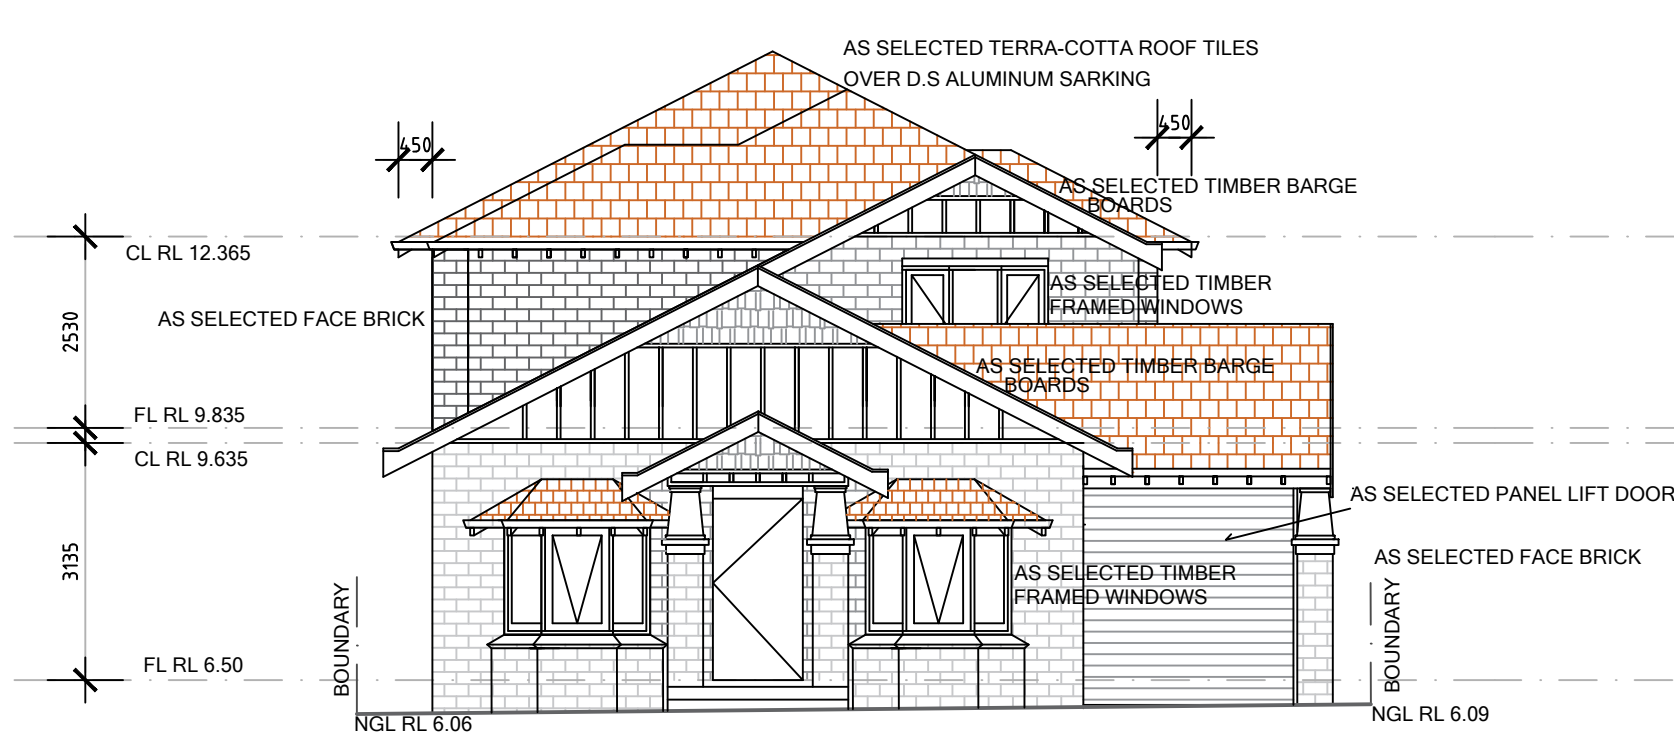 AS SELECTED TERRA-COTTA ROOF TILES
OVER D.S ALUMINUM SARKING
450
450
AS SELECTED TIMBER BARGE
BOARDS
CL RL 12.365
AS SELECTED TIMBER
FRAMED WINDOWS
AS SELECTED FACE BRICK
2530
AS SELECTED TIMBER BARGE
BOARDS
FL RL 9.835
CL RL 9.635
AS SELECTED PANEL LIFT DOOR
3135
AS SELECTED FACE BRICK
AS SELECTED TIMBER
FRAMED WINDOWS
BOUNDARY
BOUNDARY
FL RL 6.50
NGL RL 6.06
NGL RL 6.09